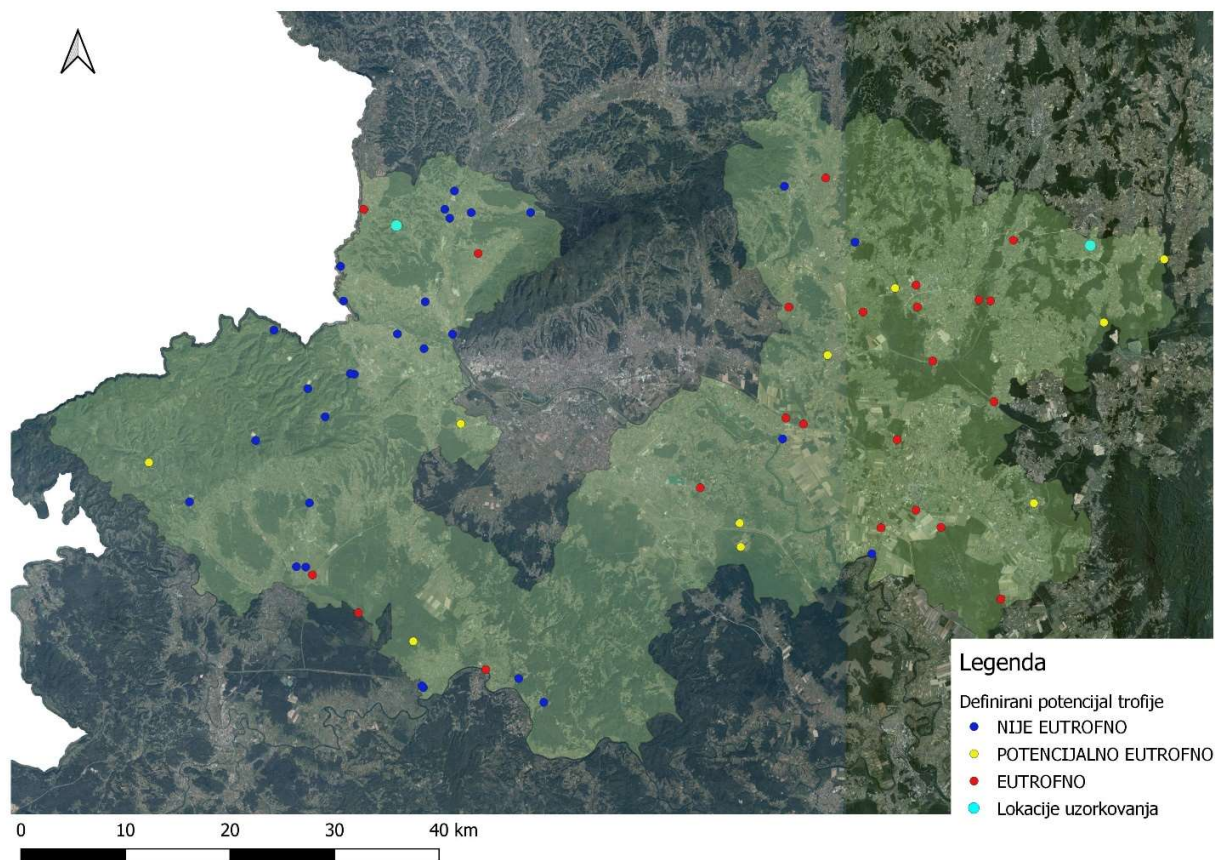 Legenda
Definirani potencijal trofije
NIJE EUTROFNO
POTENCIJALNO EUTROFNO
EUTROFNO
Lokacije uzorkovanja
0 10 20 30 40 km